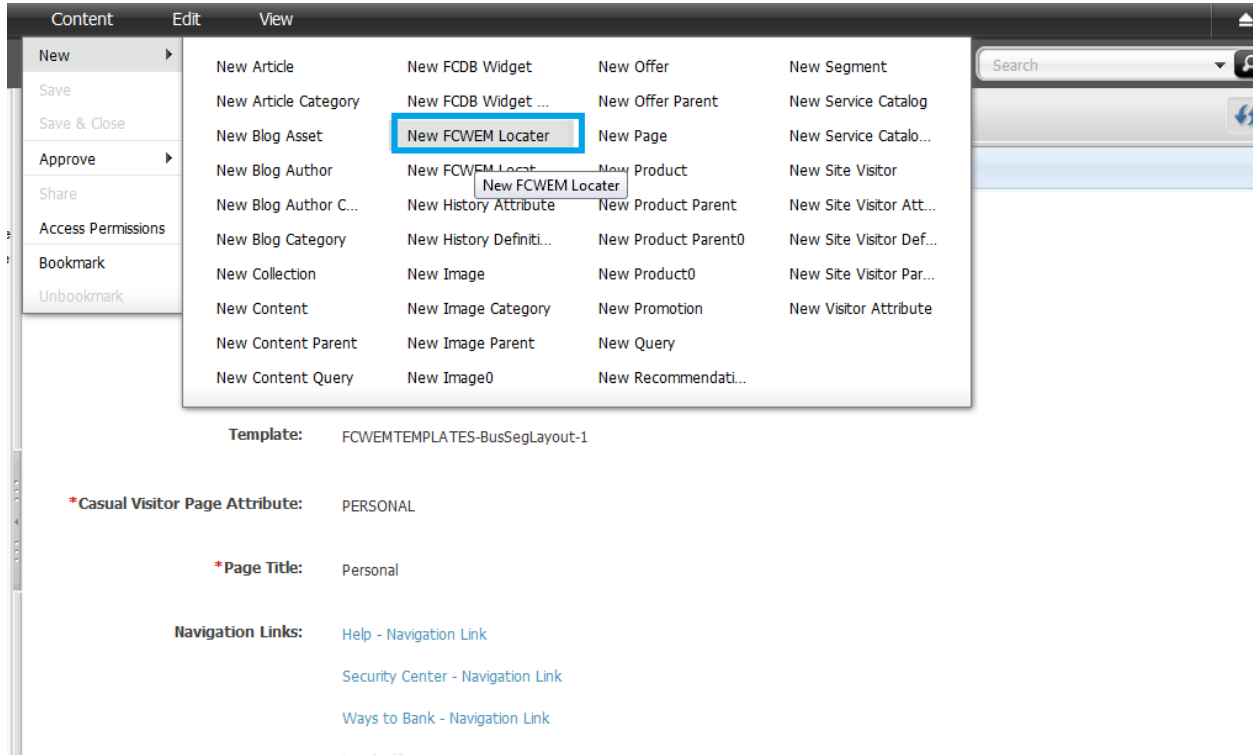 Content Edit View
New
Save
Save & Close
Approve
Share
Access Permissions
Bookmark
Unbookmark
New Article New FCDB Widget New Offer New Segment
New Article Category New FCDB Widget ... New Offer Parent New Service Catalog
New Blog Asset New FCWEM Locater New Page New Service Catalo...
New Blog Author New FCWEM Locat New Product New Site Visitor
New FCWEM Locater
New Blog Author C... New History Attribute New Product Parent New Site Visitor Att...
New Blog Category New History Definiti... New Product Parent0 New Site Visitor Def...
New Collection New Image New Product0 New Site Visitor Par...
New Content New Image Category New Promotion New Visitor Attribute
New Content Parent New Image Parent New Query
New Content Query New Image0 New Recommendati...
Search
Template: FCWEMTEMPLATES-BusSegLayout-1
*Casual Visitor Page Attribute: PERSONAL
*Page Title: Personal
Navigation Links: Help - Navigation Link
Security Center - Navigation Link
Ways to Bank - Navigation Link